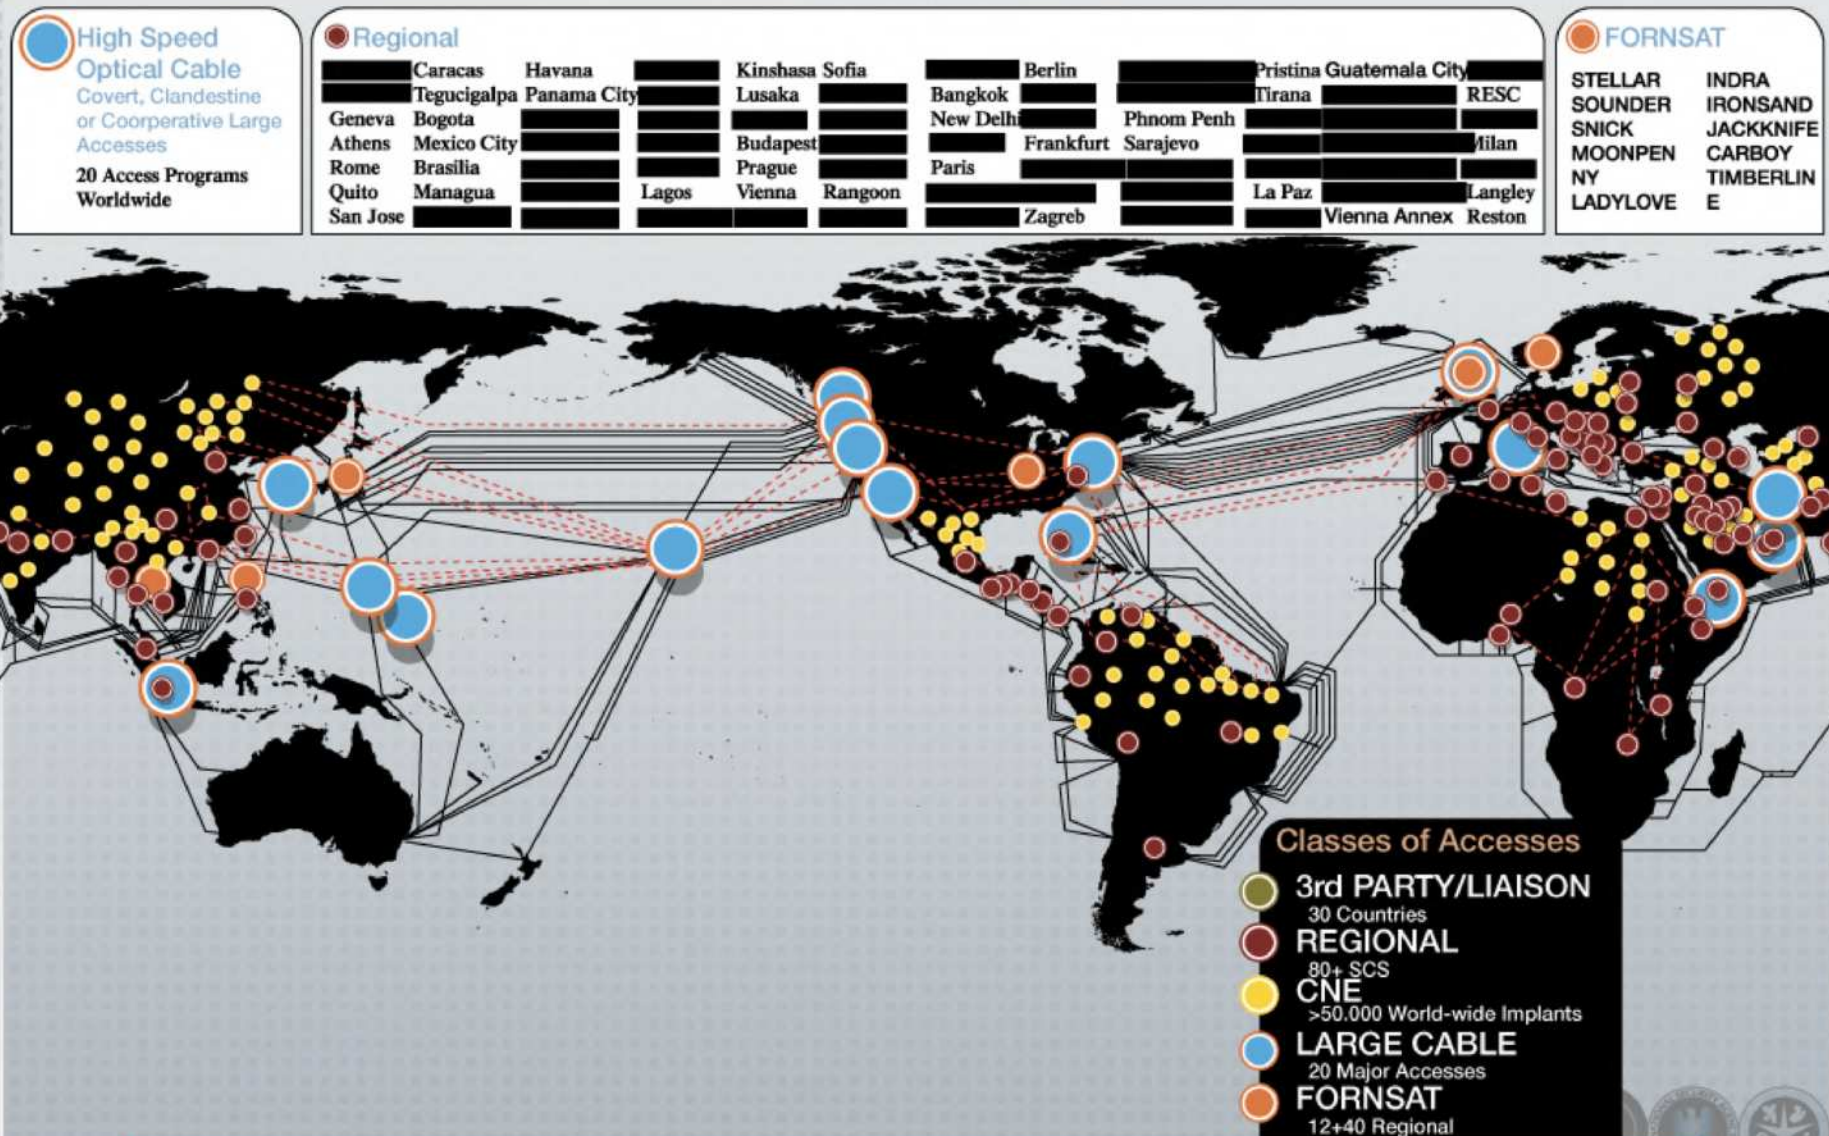 High Speed
Optical Cable
Covert, Clandestine
or Coorperative Large
Accesses
20 Access Programs
Worldwide
Regional
Caracas Havana Kinshasa Sofia Berlin Pristina Guatemala City
Tegucigalpa Panama City Lusaka Bangkok Tirana RESC
Geneva Bogota New Delhi Phnom Penh
Athens Mexico City Budapest Frankfurt Sarajevo Milan
Rome Brasilia Prague Paris
Quito Managua Lagos Vienna Rangoon La Paz Langley
San Jose Zagreb Vienna Annex Reston
FORNSAT
STELLAR INDRA
SOUNDER IRONSAND
SNICK JACKKNIFE
MOONPEN CARBOY
NY TIMBERLIN
LADYLOVE E
Classes of Accesses
3rd PARTY/LIAISON
30 Countries
REGIONAL
80+ SCS
CNE
>50.000 World-wide Implants
LARGE CABLE
20 Major Accesses
FORNSAT
12+40 Regional